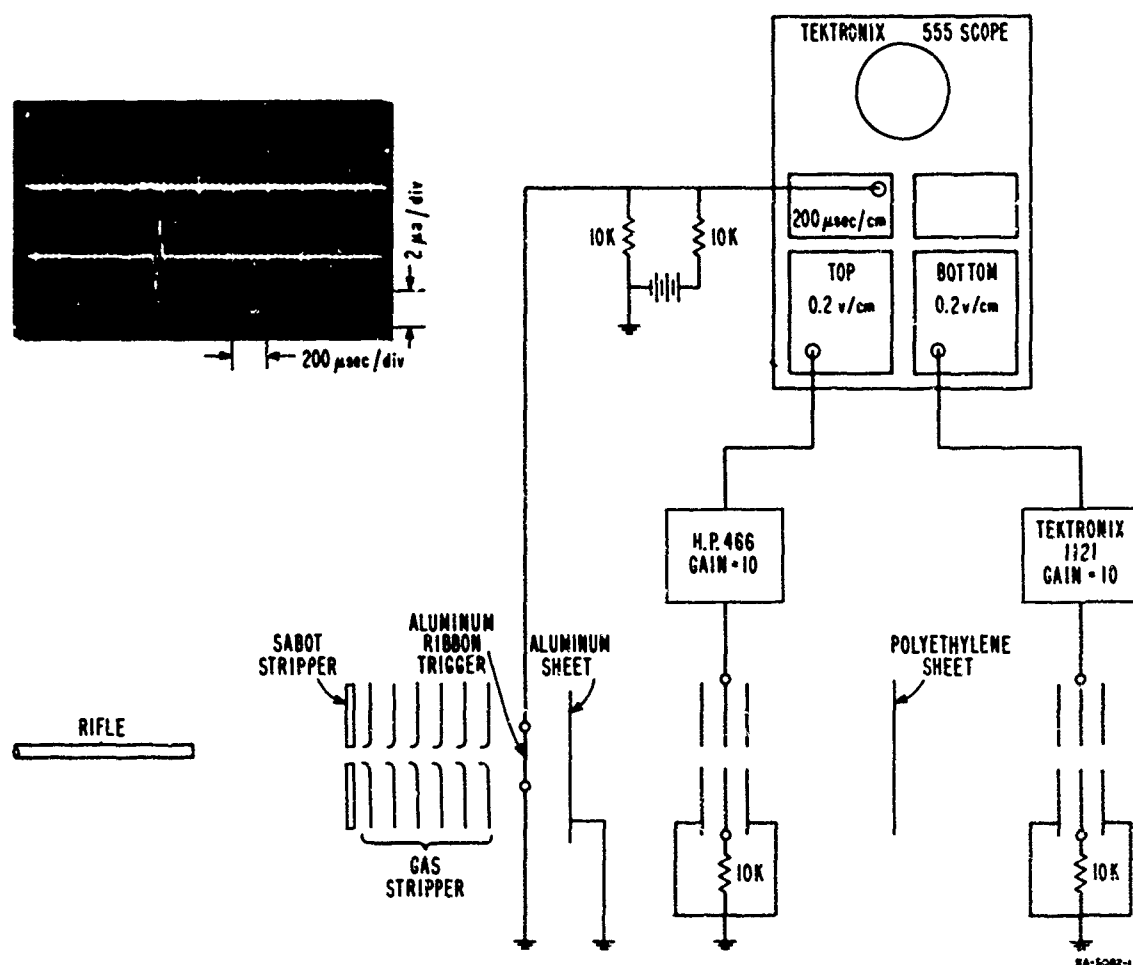 TEKTRONIX 555 SCOPE
2 μa/div
200 μsec/div
10K
10K
200 μsec/cm
TOP
0.2 v/cm
BOTTOM
0.2 v/cm
H.P. 466
GAIN = 10
TEKTRONIX
1121
GAIN = 10
SABOT
STRIPPER
ALUMINUM
RIBBON
TRIGGER
ALUMINUM
SHEET
POLYETHYLENE
SHEET
RIFLE
GAS
STRIPPER
10K
10K